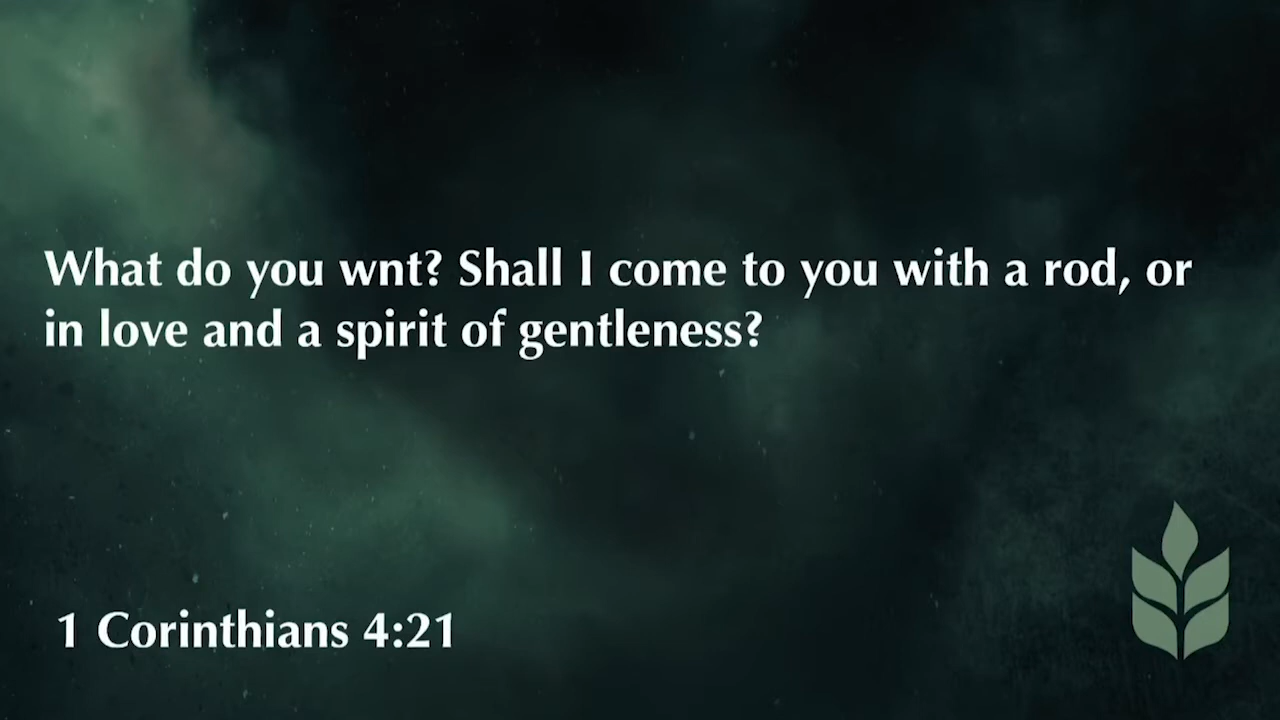 What do you wnt? Shall I come to you with a rod, or
in love and a spirit of gentleness?
1 Corinthians 4:21